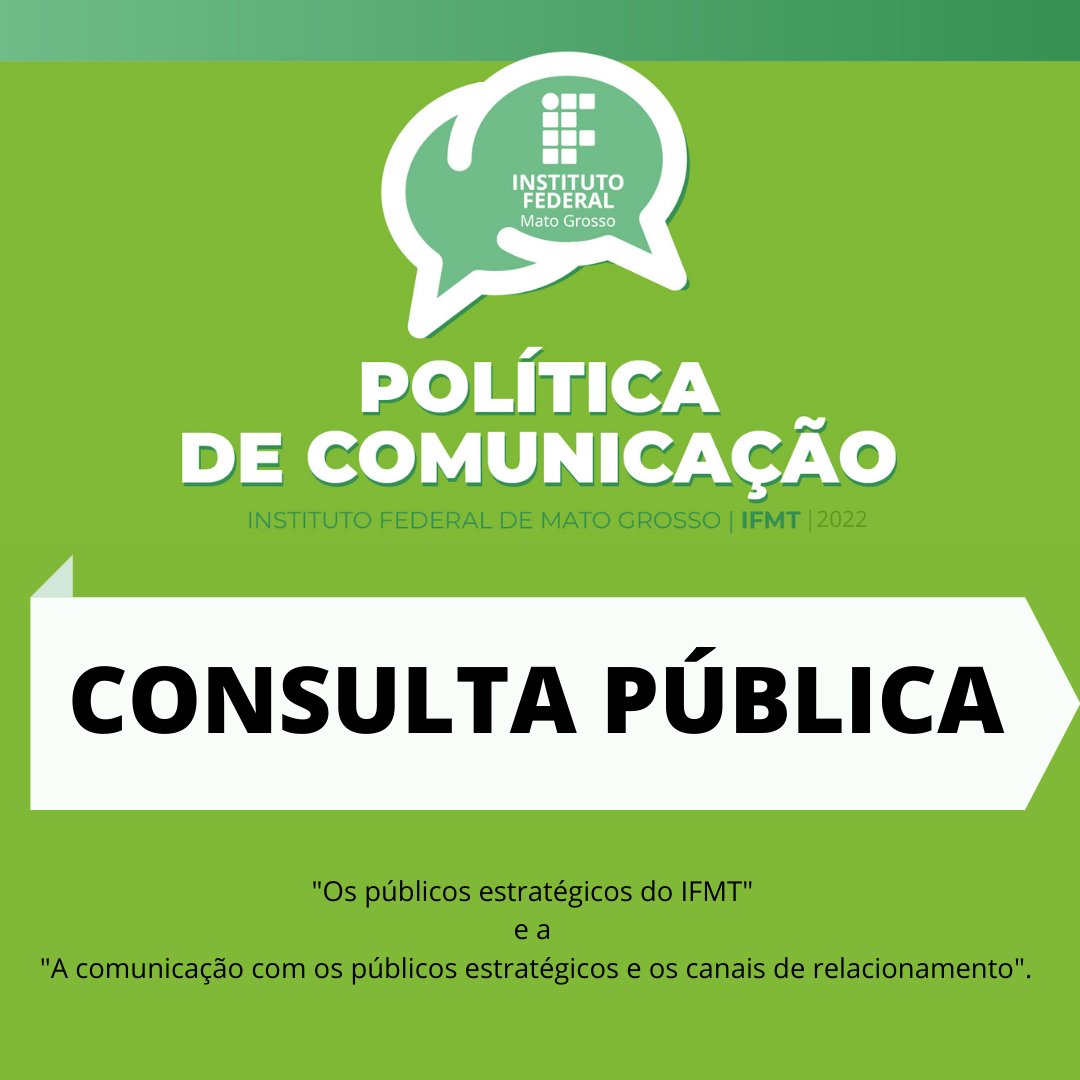 INSTITUTO
FEDERAL
Mato Grosso
POLÍTICA
DE COMUNICAÇÃO
INSTITUTO FEDERAL DE MATO GROSSO | IFMT | 2022
CONSULTA PÚBLICA
"Os públicos estratégicos do IFMT"
e a
"A comunicação com os públicos estratégicos e os canais de relacionamento".